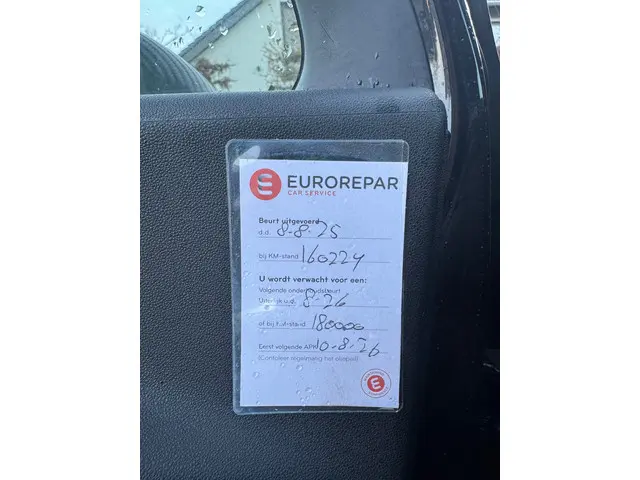 EUROREPAR
CAR SERVICE
Beurt uitgevoerd
d.d. 8-8-25
bij KM-stand 160224
U wordt verwacht voor een:
Volgende onderhoudsbeurt
Uiterlijk d.d. 8-26
of bij KM-stand 180000
Eerst volgende APK 10-8-26
(Controleer regelmatig het oliepeil)